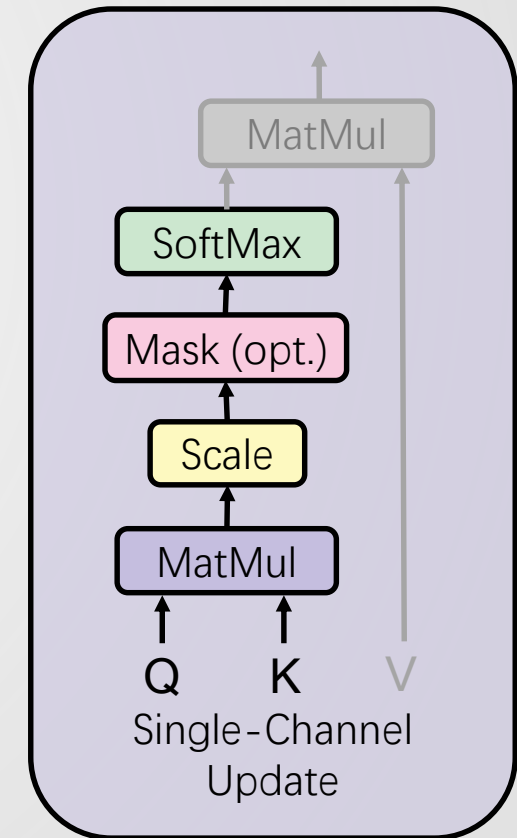 MatMul
SoftMax
Mask (opt.)
Scale
MatMul
Q K V
Single-Channel
Update